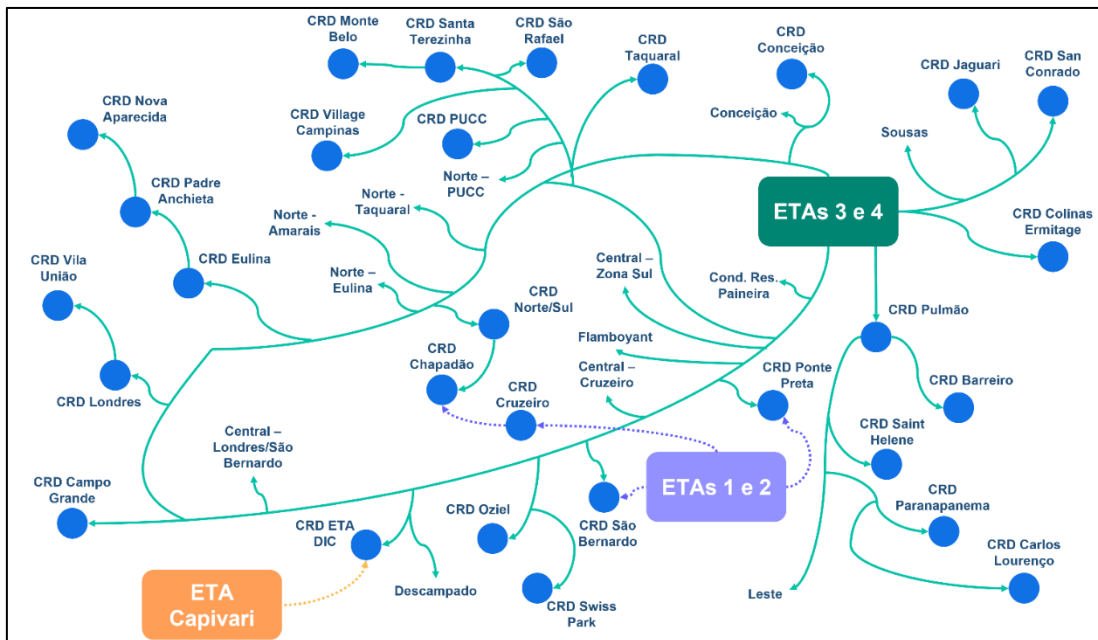 CRD Monte
Belo
CRD Santa
Terezinha
CRD São
Rafael
CRD
Taquaral
CRD
Conceição
CRD Jaguari
CRD San
Conrado
CRD Nova
Aparecida
CRD Village
Campinas
CRD PUCC
Conceição
Sousas
Norte –
PUCC
CRD Padre
Anchieta
Norte -
Taquaral
Norte -
Amarais
ETAs 3 e 4
CRD Colinas
Ermitage
CRD Vila
União
CRD Eulina
Norte –
Eulina
CRD
Norte/Sul
Central –
Zona Sul
Cond. Res.
Paineira
CRD Pulmão
Flamboyant
CRD
Chapadão
Central –
Cruzeiro
CRD Ponte
Preta
CRD Londres
CRD
Cruzeiro
CRD Barreiro
Central –
Londres/São
Bernardo
CRD Saint
Helene
CRD Campo
Grande
ETAs 1 e 2
CRD
Paranapanema
CRD ETA
DIC
CRD Oziel
CRD São
Bernardo
CRD Carlos
Lourenço
ETA
Capivari
Descampado
CRD Swiss
Park
Leste